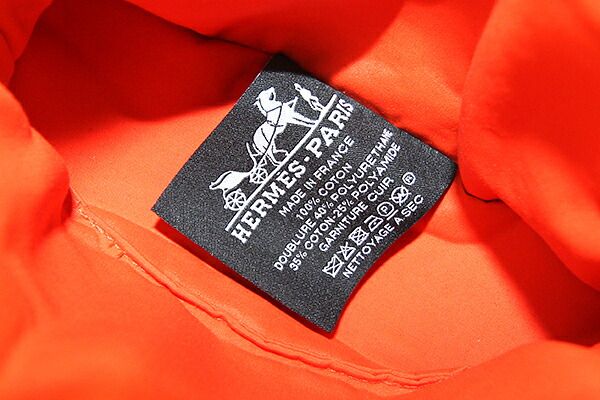 HERMES-PARIS
MADE IN FRANCE
100% COTON
DOUBLURE 40% POLYURETHANE
35% COTON-25% POLYAMIDE
GARNITURE CUIR
NETTOYAGE A SEC